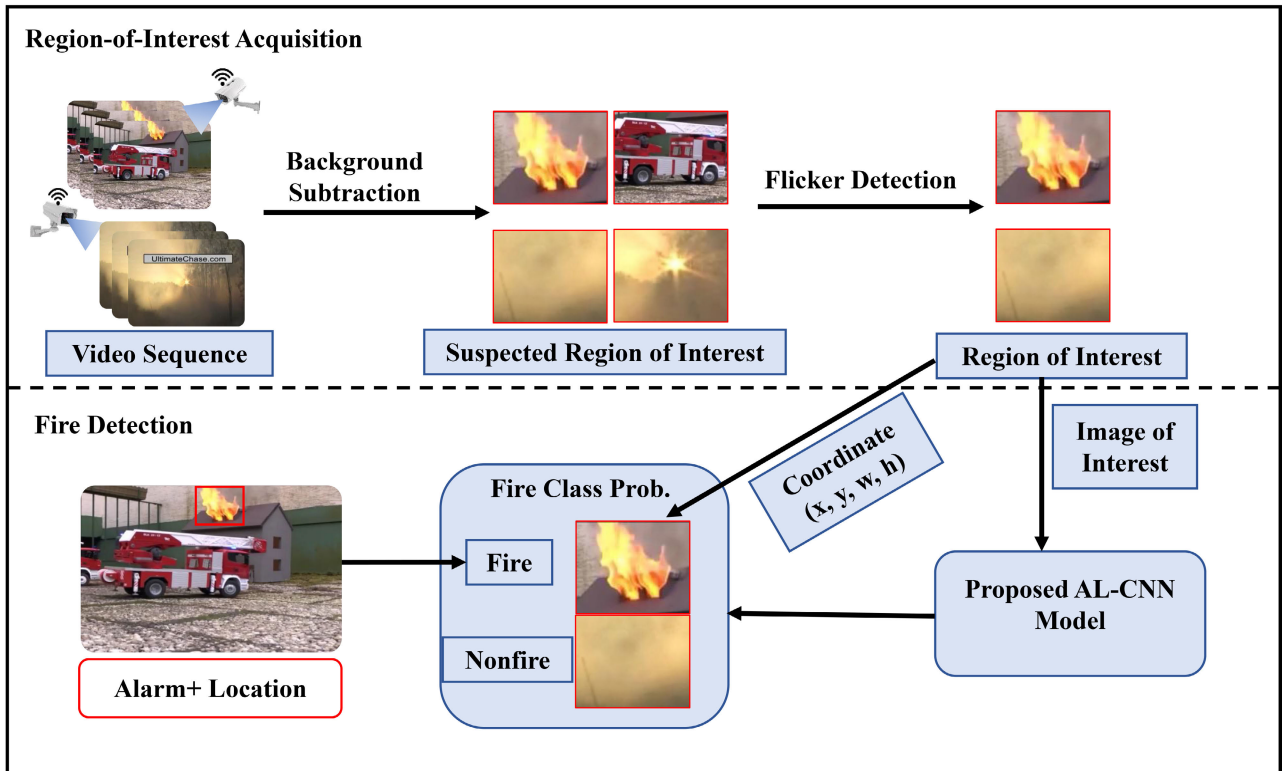 Region-of-Interest Acquisition
Background
Subtraction
Flicker Detection
UltimateChase.com
Video Sequence
Suspected Region of Interest
Region of Interest
Fire Detection
Coordinate
(x, y, w, h)
Image of
Interest
Fire Class Prob.
Fire
Nonfire
Proposed AL-CNN
Model
Alarm+ Location